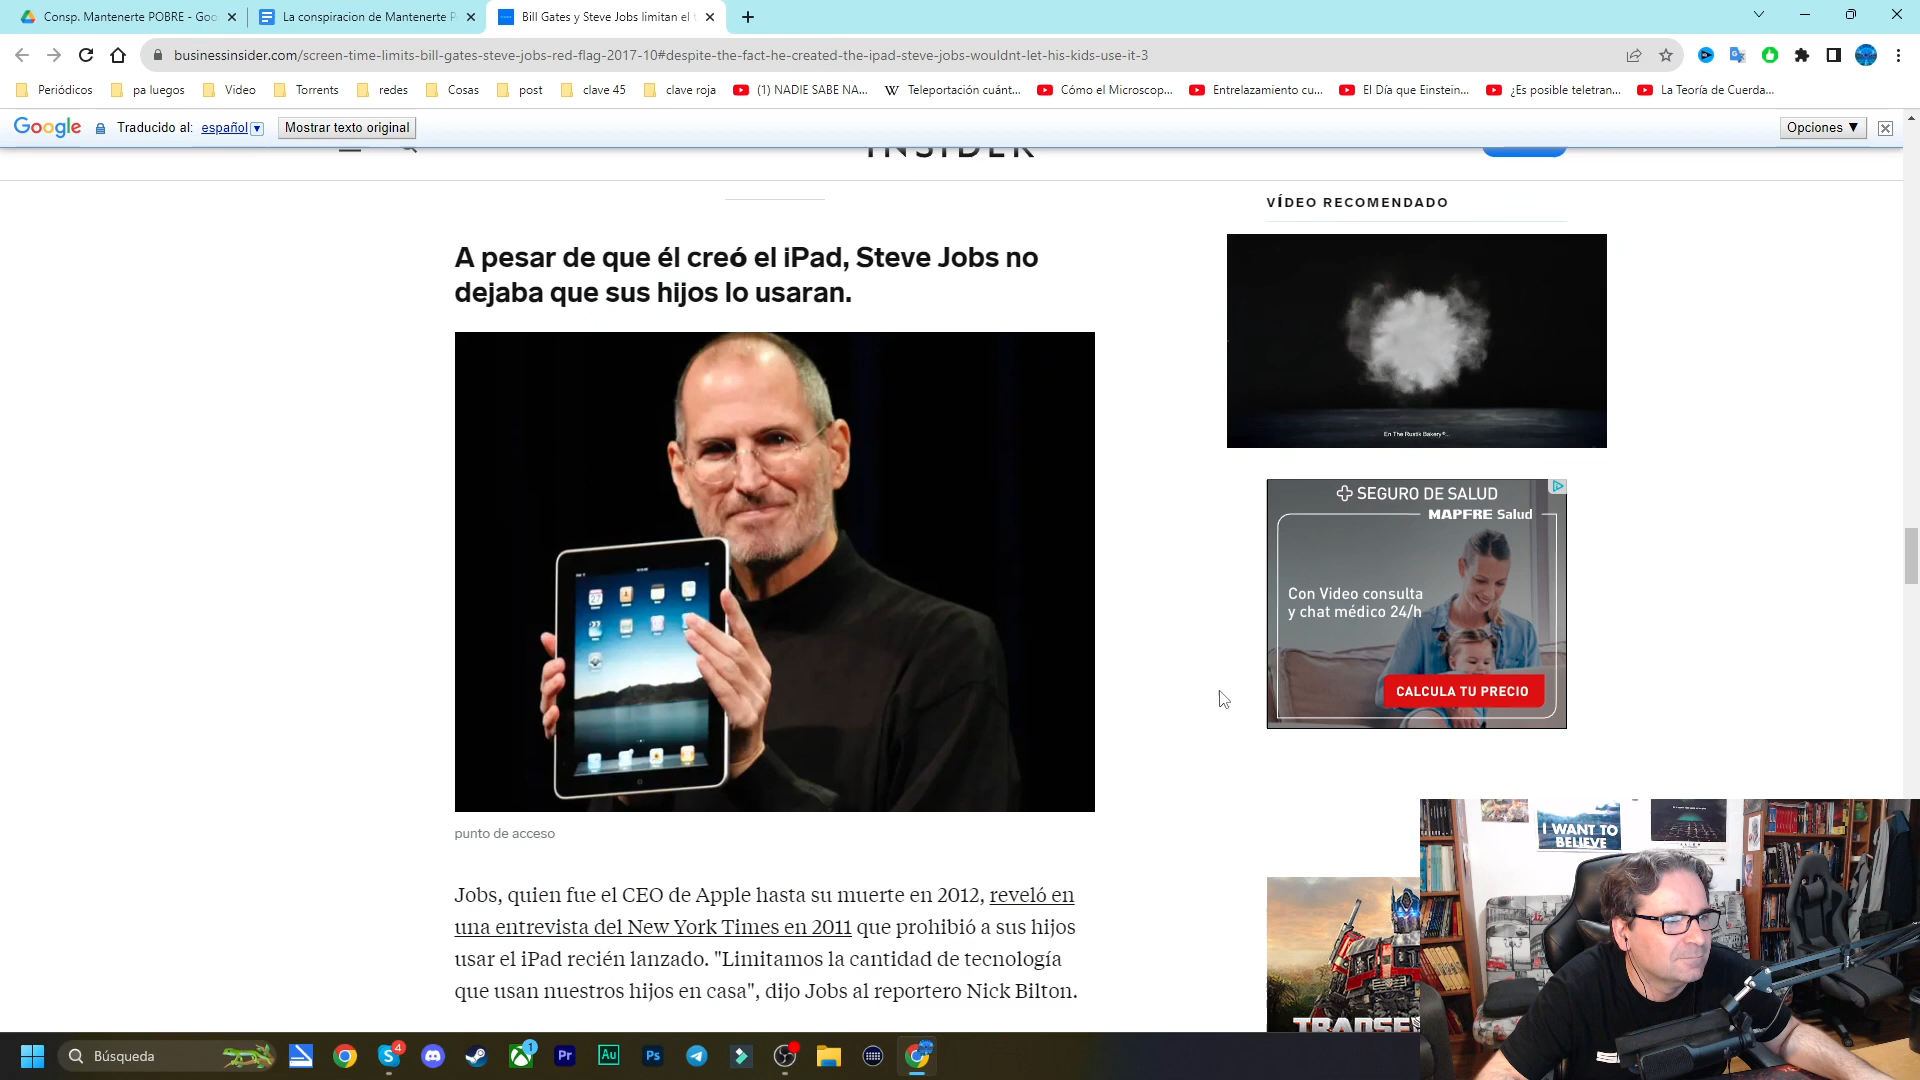 Consp. Mantenerte POBRE - Goo
La conspiracion de Mantenerte P
Bill Gates y Steve Jobs limitan el t
businessinsider.com/screen-time-limits-bill-gates-steve-jobs-red-flag-2017-10#despite-the-fact-he-created-the-ipad-steve-jobs-wouldnt-let-his-kids-use-it-3
Periódicos
pa luegos
Video
Torrents
redes
Cosas
post
clave 45
clave roja
(1) NADIE SABE NA...
W Teleportación cuánt...
Cómo el Microscop...
Entrelazamiento cu...
El Día que Einstein...
¿Es posible teletran...
La Teoría de Cuerda...
Google Traducido al: español Mostrar texto original
Opciones ▼
INSIDER
VÍDEO RECOMENDADO
A pesar de que él creó el iPad, Steve Jobs no
dejaba que sus hijos lo usaran.
En The Rustik Bakery®...
SEGURO DE SALUD
MAPFRE Salud
Con Video consulta
y chat médico 24/h
CALCULA TU PRECIO
punto de acceso
Jobs, quien fue el CEO de Apple hasta su muerte en 2012, reveló en
una entrevista del New York Times en 2011 que prohibió a sus hijos
usar el iPad recién lanzado. "Limitamos la cantidad de tecnología
que usan nuestros hijos en casa", dijo Jobs al reportero Nick Bilton.
I WANT TO
BELIEVE
Búsqueda
4
1
Pr
Au
Ps